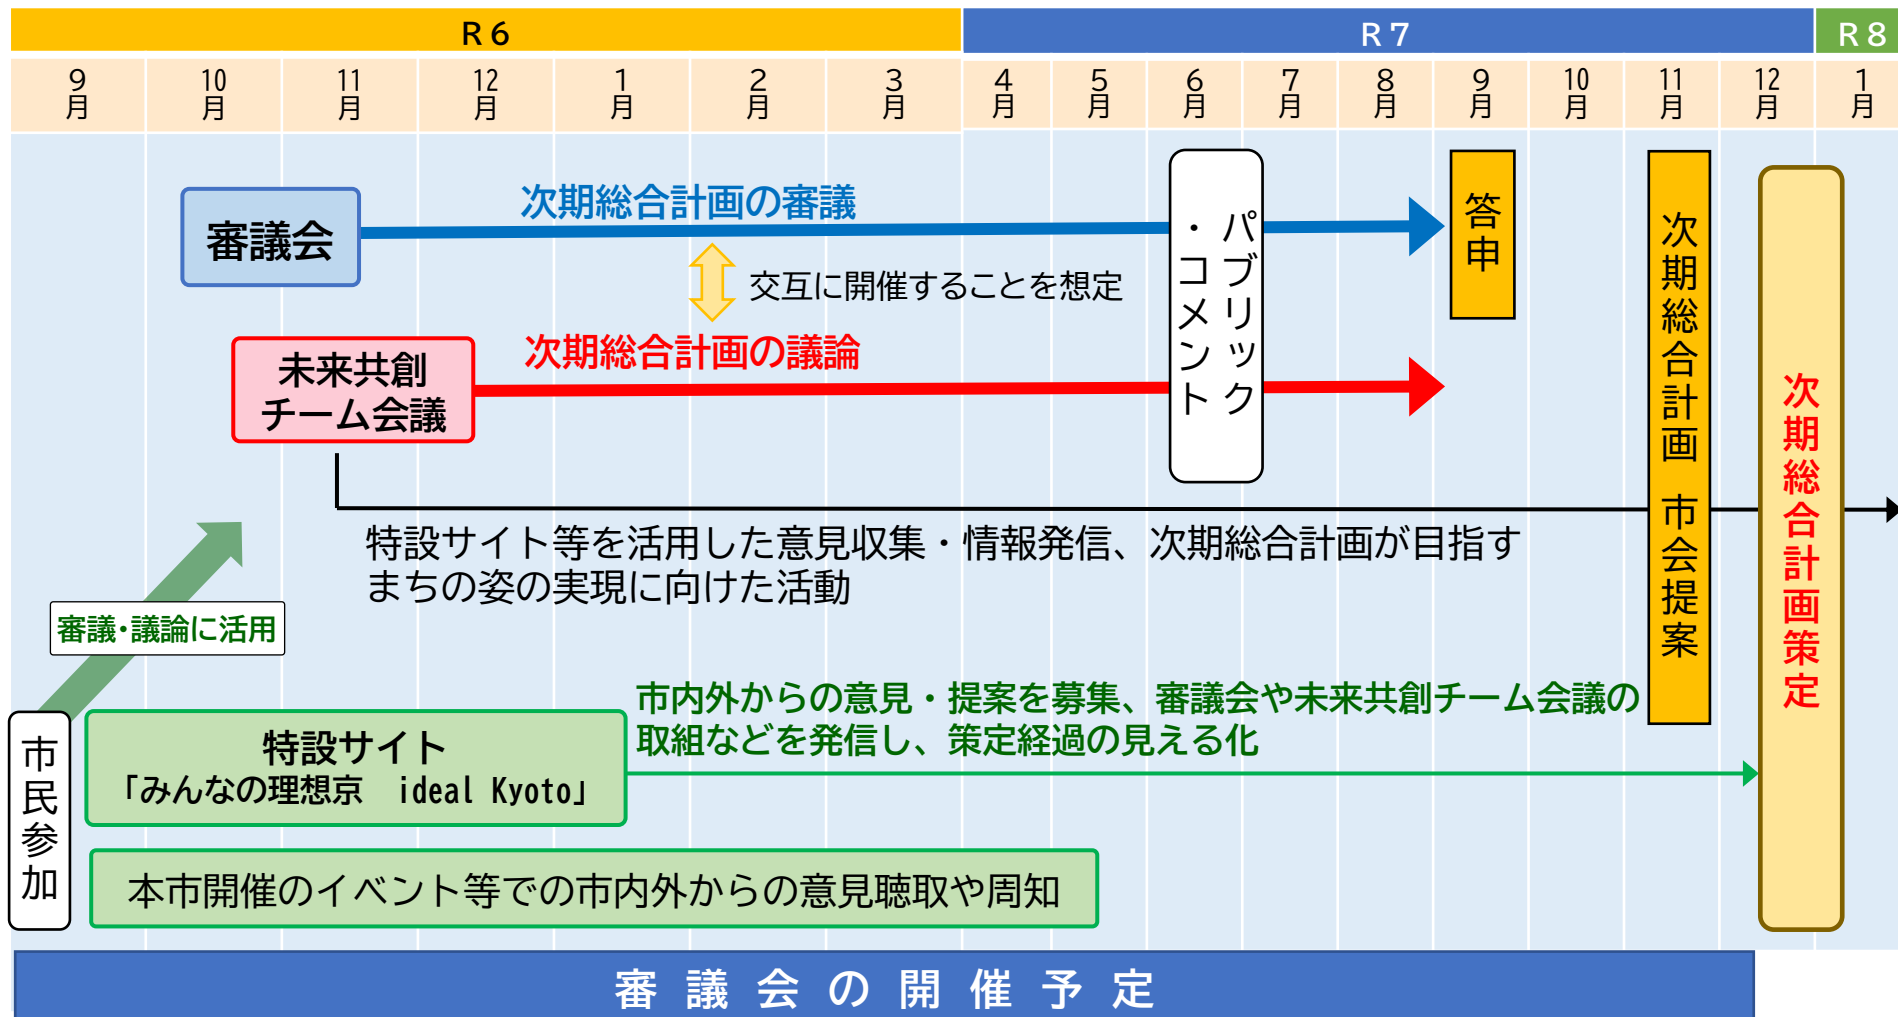 R6
R7
R8
9月
10月
11月
12月
1月
2月
3月
4月
5月
6月
7月
8月
9月
10月
11月
12月
1月
審議会
次期総合計画の審議
交互に開催することを想定
未来共創
チーム会議
次期総合計画の議論
パブリック
・コメント
答申
次期総合計画 市会提案
次期総合計画策定
特設サイト等を活用した意見収集・情報発信、次期総合計画が目指す
まちの姿の実現に向けた活動
審議・議論に活用
市民参加
特設サイト
「みんなの理想京 ideal Kyoto」
市内外からの意見・提案を募集、審議会や未来共創チーム会議の
取組などを発信し、策定経過の見える化
本市開催のイベント等での市内外からの意見聴取や周知
審議会の開催予定